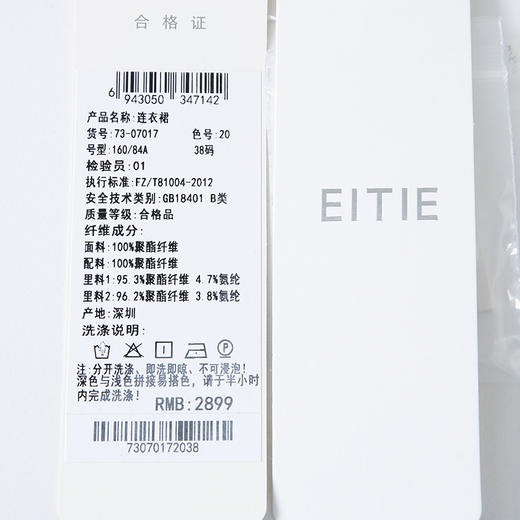 合格证
6 943050 347142
产品名称:连衣裙
货号:73-07017 色号:20
号型:160/84A 38码
检验员:01
执行标准:FZ/T81004-2012
安全技术类别:GB18401 B类
质量等级:合格品
纤维成分:
面料:100%聚酯纤维
配料:100%聚酯纤维
里料1:95.3%聚酯纤维 4.7%氨纶
里料2:96.2%聚酯纤维 3.8%氨纶
产地:深圳
洗涤说明:
注:分开洗涤、即洗即晾、不可浸泡!
深色与浅色拼接易搭色,请于半小时
内完成洗涤!
RMB:2899
73070172038
EITIE